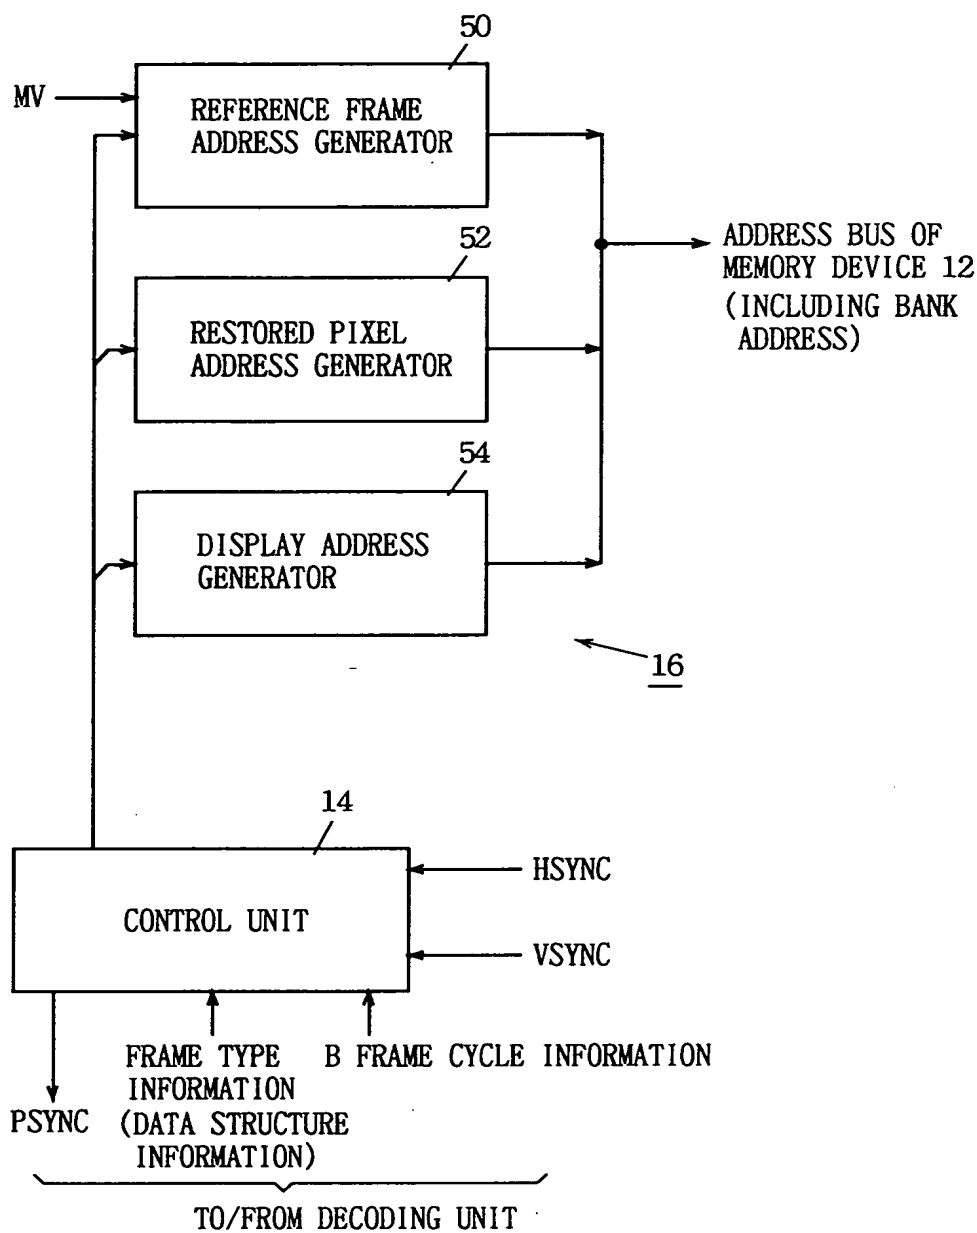 50
MV
REFERENCE FRAME
ADDRESS GENERATOR
52
ADDRESS BUS OF
MEMORY DEVICE 12
(INCLUDING BANK
ADDRESS)
RESTORED PIXEL
ADDRESS GENERATOR
54
DISPLAY ADDRESS
GENERATOR
16
14
CONTROL UNIT
HSYNC
VSYNC
FRAME TYPE
INFORMATION
(DATA STRUCTURE
INFORMATION)
B FRAME CYCLE INFORMATION
PSYNC
TO/FROM DECODING UNIT